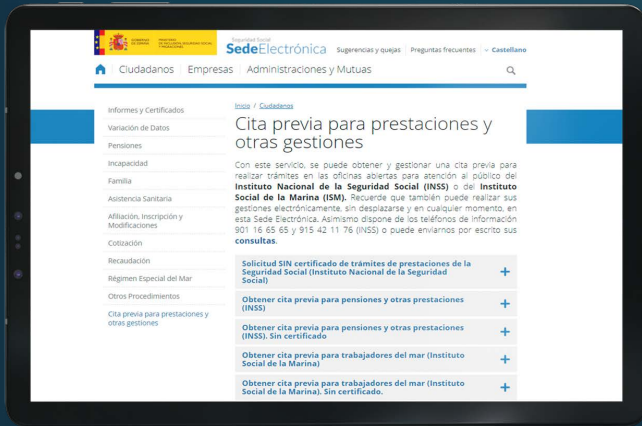 GOBIERNO DE ESPAÑA
MINISTERIO DE INCLUSIÓN, SEGURIDAD SOCIAL Y MIGRACIONES
Seguridad Social
SedeElectrónica
Sugerencias y quejas
Preguntas frecuentes
Castellano
Ciudadanos
Empresas
Administraciones y Mutuas
Informes y Certificados
Variación de Datos
Pensiones
Incapacidad
Familia
Asistencia Sanitaria
Afiliación, Inscripción y
Modificaciones
Cotización
Recaudación
Régimen Especial del Mar
Otros Procedimientos
Cita previa para prestaciones y
otras gestiones
Inicio / Ciudadanos
Cita previa para prestaciones y
otras gestiones
Con este servicio, se puede obtener y gestionar una cita previa para
realizar trámites en las oficinas abiertas para atención al público del
Instituto Nacional de la Seguridad Social (INSS) o del Instituto
Social de la Marina (ISM). Recuerde que también puede realizar sus
gestiones electrónicamente, sin desplazarse y en cualquier momento, en
esta Sede Electrónica. Asimismo dispone de los teléfonos de información
901 16 65 65 y 915 42 11 76 (INSS) o puede enviarnos por escrito sus
consultas.
Solicitud SIN certificado de trámites de prestaciones de la
Seguridad Social (Instituto Nacional de la Seguridad
Social)
Obtener cita previa para pensiones y otras prestaciones
(INSS)
Obtener cita previa para pensiones y otras prestaciones
(INSS). Sin certificado
Obtener cita previa para trabajadores del mar (Instituto
Social de la Marina)
Obtener cita previa para trabajadores del mar (Instituto
Social de la Marina). Sin certificado.